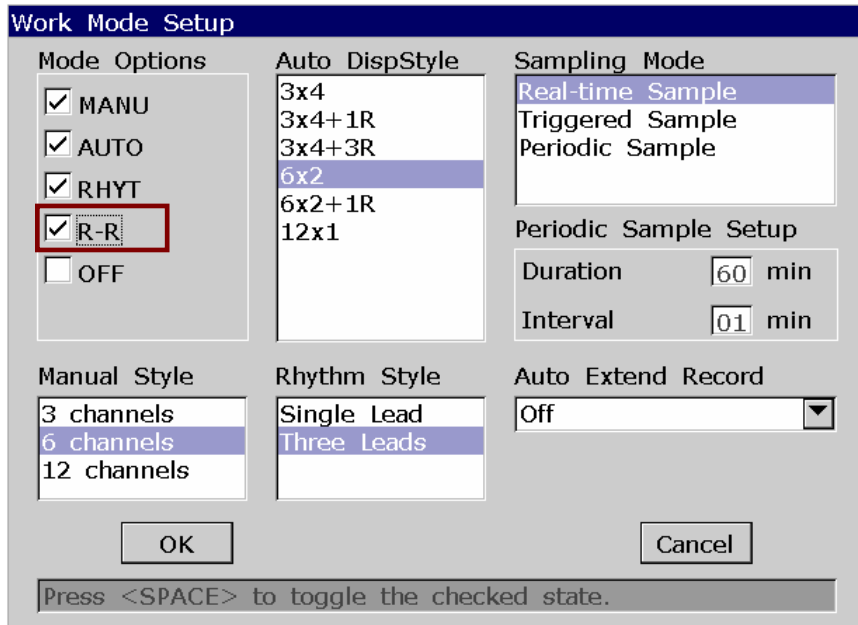 Work Mode Setup
Mode Options
MANU
AUTO
RHYT
R-R
OFF
Auto DispStyle
3x4
3x4+1R
3x4+3R
6x2
6x2+1R
12x1
Sampling Mode
Real-time Sample
Triggered Sample
Periodic Sample
Periodic Sample Setup
Duration 60 min
Interval 01 min
Manual Style
3 channels
6 channels
12 channels
Rhythm Style
Single Lead
Three Leads
Auto Extend Record
Off
OK
Cancel
Press <SPACE> to toggle the checked state.